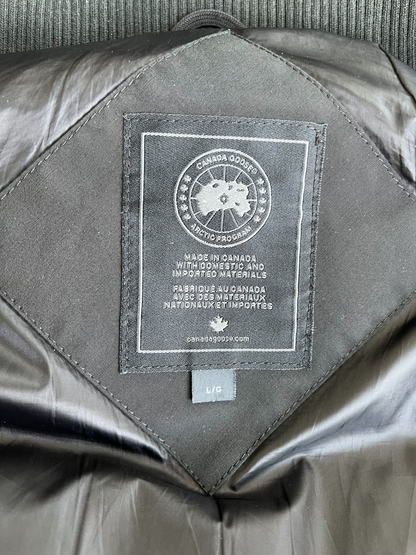 CANADA GOOSE®
ARCTIC PROGRAM
MADE IN CANADA
WITH DOMESTIC AND
IMPORTED MATERIALS
FABRIQUÉ AU CANADA
AVEC DES MATERIAUX
NATIONAUX ET IMPORTÉS
canadagoose.com
L/G